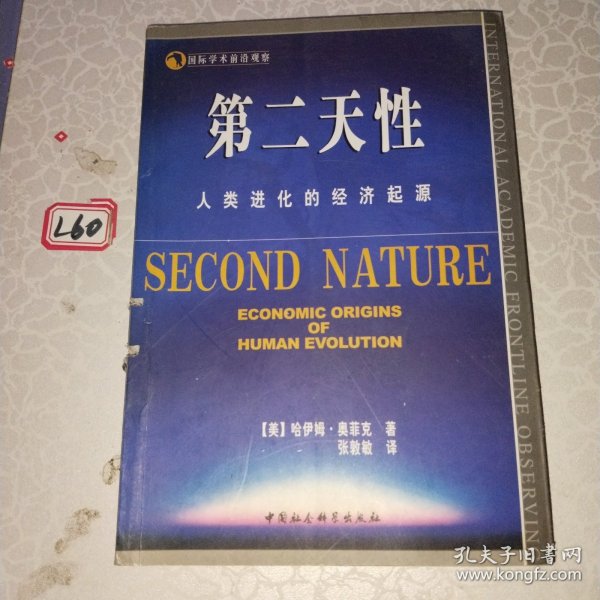 国际学术前沿观察
第二天性
人类进化的经济起源
SECOND NATURE
ECONOMIC ORIGINS
OF
HUMAN EVOLUTION
【美】哈伊姆·奥菲克 著
张敦敏 译
中国社会科学出版社
INTERNATIONAL ACADEMIC FRONTLINE OBSERVIN
L60
孔夫子旧书网
www.kongfz.com